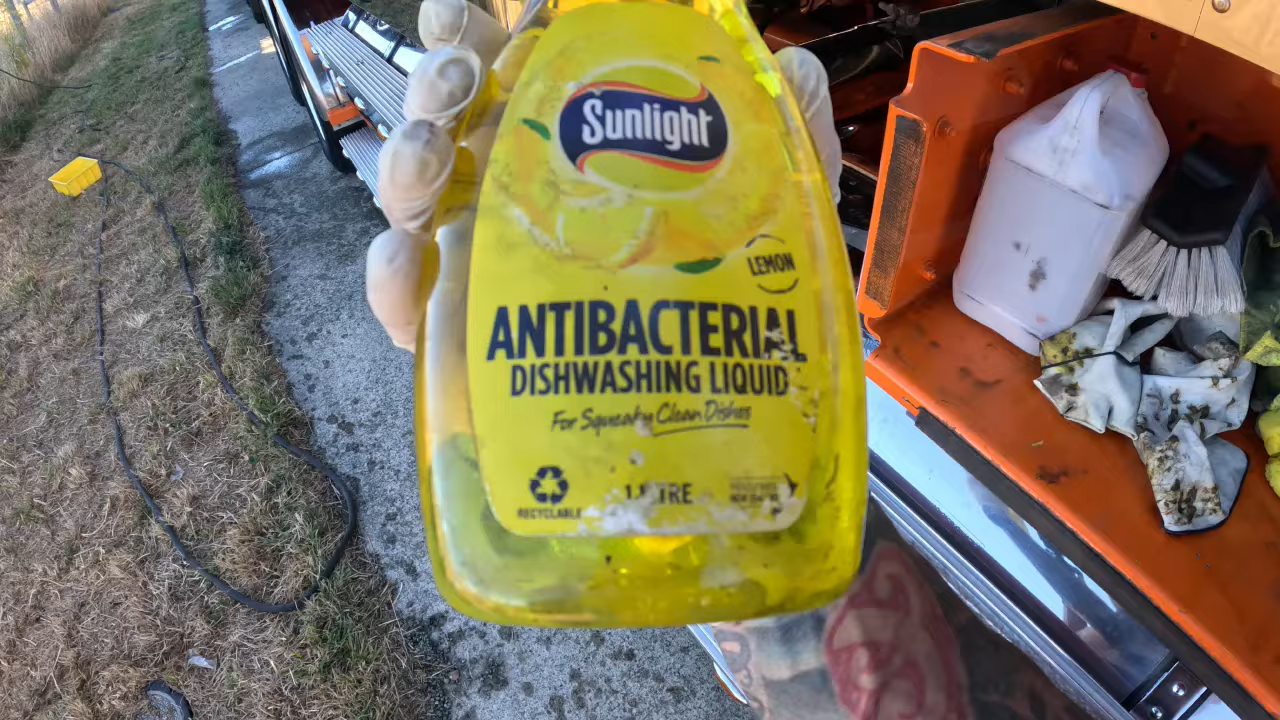 Sunlight
LEMON
ANTIBACTERIAL
DISHWASHING LIQUID
For Squeaky Clean Dishes
RECYCLABLE
1 LITRE